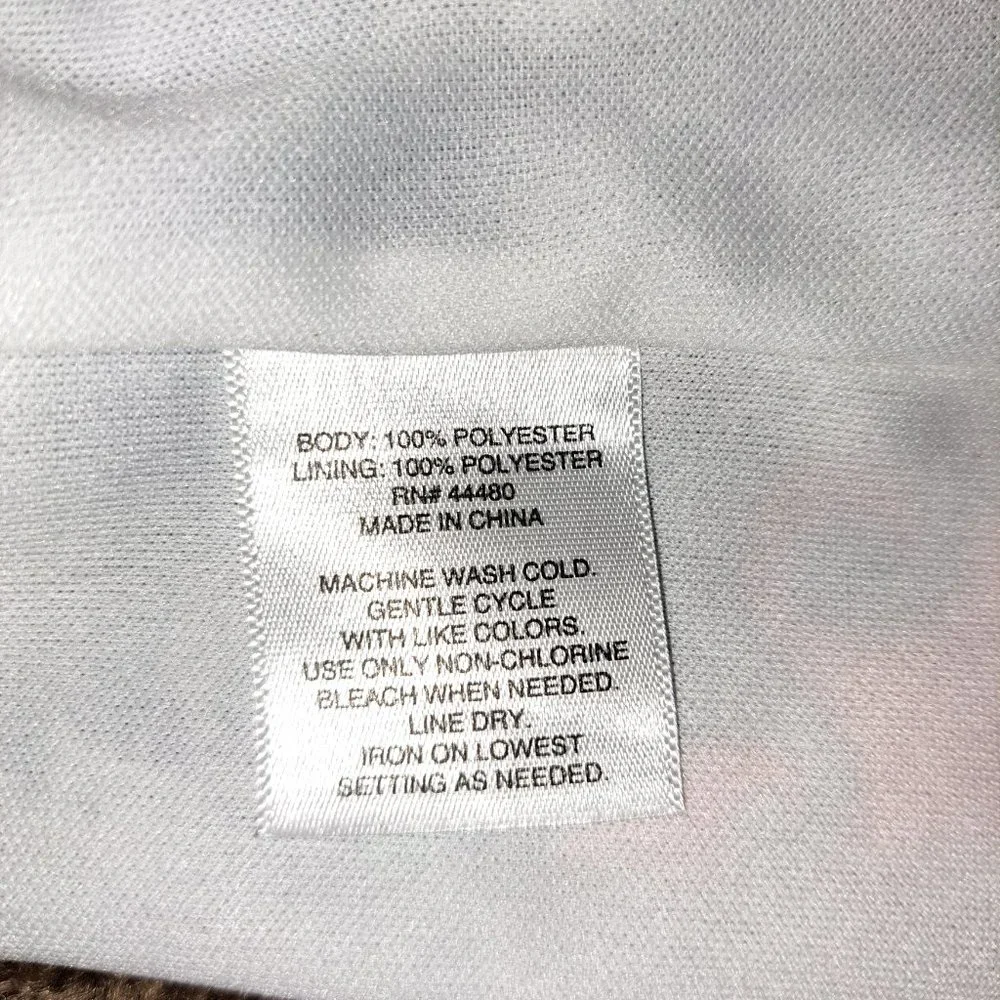 BODY: 100% POLYESTER
LINING: 100% POLYESTER
RN# 44480
MADE IN CHINA
MACHINE WASH COLD.
GENTLE CYCLE
WITH LIKE COLORS.
USE ONLY NON-CHLORINE
BLEACH WHEN NEEDED.
LINE DRY.
IRON ON LOWEST
SETTING AS NEEDED.